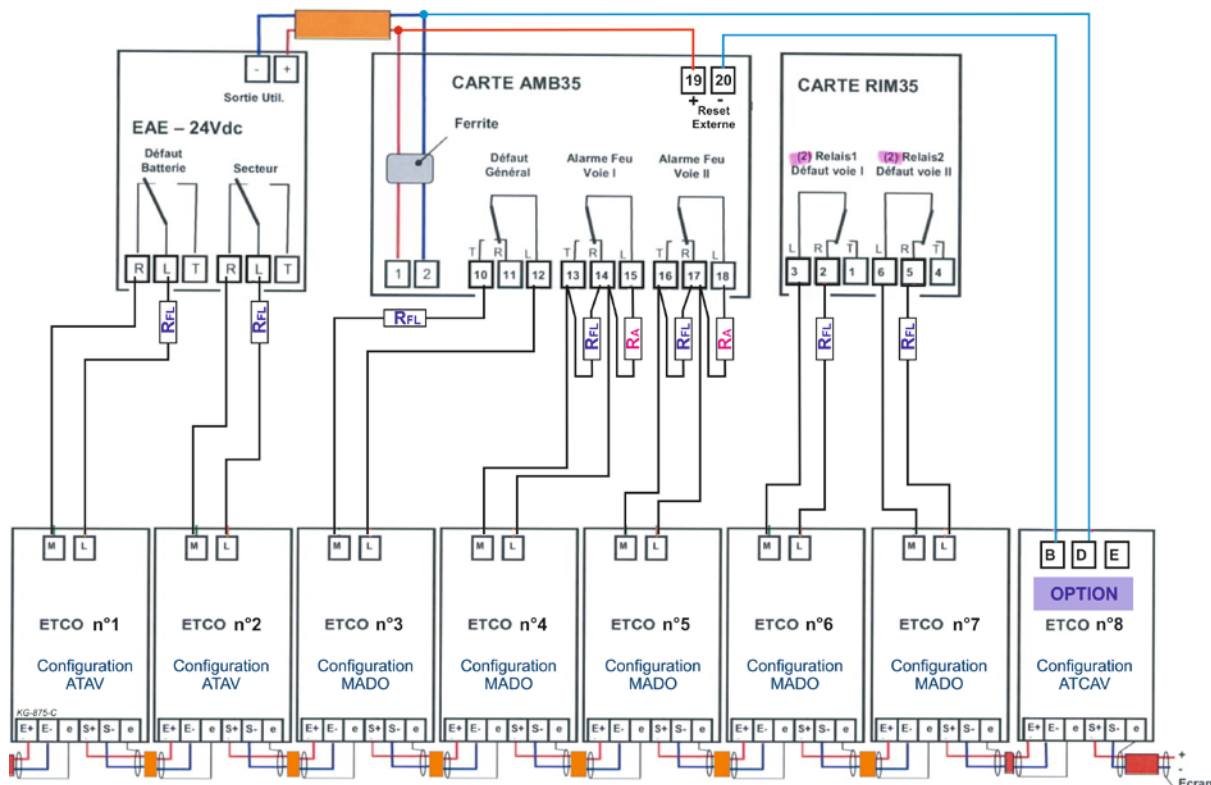 - +
Sortie Util.
EAE – 24Vdc
Défaut
Batterie
Secteur
R L T R L T
CARTE AMB35
19 20
+ -
Reset
Externe
Ferrite
Défaut
Général
Alarme Feu
Voie I
Alarme Feu
Voie II
T R L T R L T R L
1 2 10 11 12 13 14 15 16 17 18
CARTE RIM35
(2) Relais1
Défaut voie I
(2) Relais2
Défaut voie II
L R T L R T
3 2 1 6 5 4
RFL RFL RFL RFL RA RFL RA RFL RFL
M L M L M L M L M L M L M L B D E
OPTION
ETCO n°1
Configuration
ATAV
ETCO n°2
Configuration
ATAV
ETCO n°3
Configuration
MADO
ETCO n°4
Configuration
MADO
ETCO n°5
Configuration
MADO
ETCO n°6
Configuration
MADO
ETCO n°7
Configuration
MADO
ETCO n°8
Configuration
ATCAV
KG-875-C
E+ E- e S+ S- e E+ E- e S+ S- e E+ E- e S+ S- e E+ E- e S+ S- e E+ E- e S+ S- e E+ E- e S+ S- e E+ E- e S+ S- e E+ E- e S+ S- e
+
-
Ecran